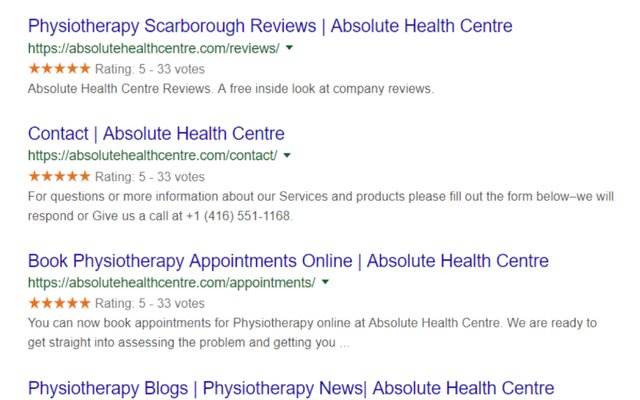 Physiotherapy Scarborough Reviews | Absolute Health Centre
https://absolutehealthcentre.com/reviews/
Rating: 5 - 33 votes
Absolute Health Centre Reviews. A free inside look at company reviews.
Contact | Absolute Health Centre
https://absolutehealthcentre.com/contact/
Rating: 5 - 33 votes
For questions or more information about our Services and products please fill out the form below–we will
respond or Give us a call at +1 (416) 551-1168.
Book Physiotherapy Appointments Online | Absolute Health Centre
https://absolutehealthcentre.com/appointments/
Rating: 5 - 33 votes
You can now book appointments for Physiotherapy online at Absolute Health Centre. We are ready to
get straight into assessing the problem and getting you ...
Physiotherapy Blogs | Physiotherapy News| Absolute Health Centre